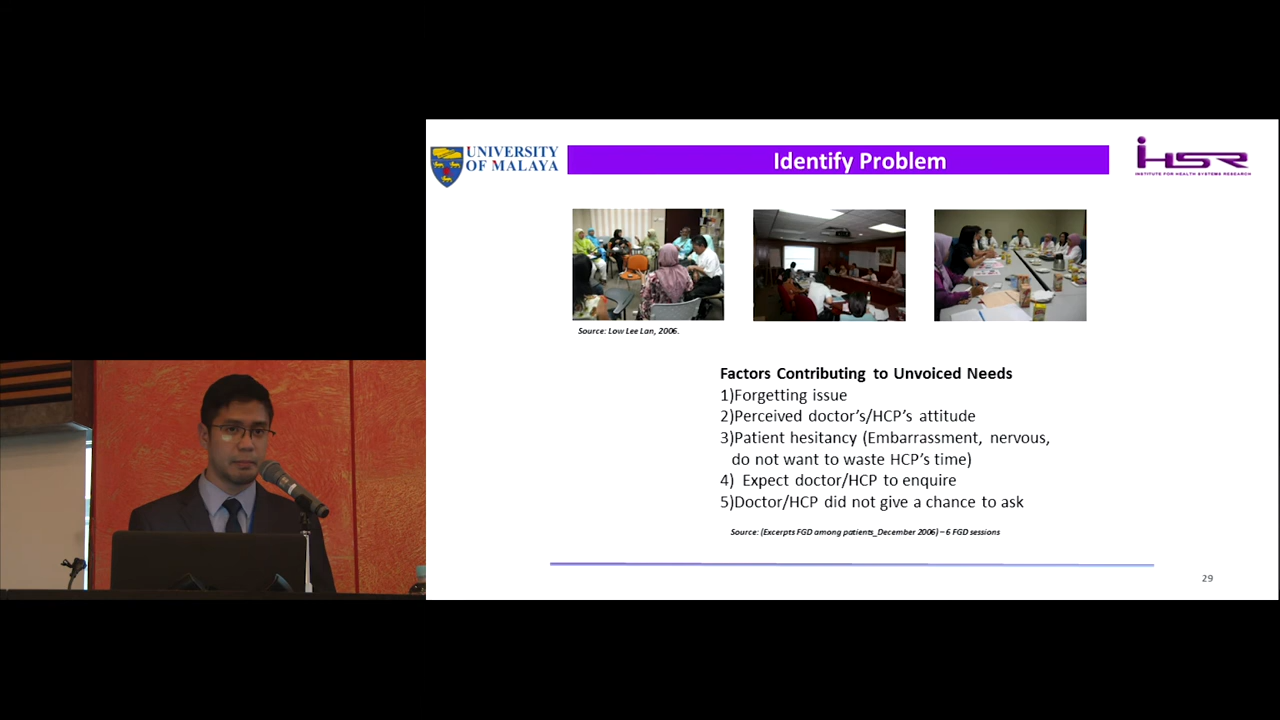 UNIVERSITY
OF MALAYA
Identify Problem
iHSR
INSTITUTE FOR HEALTH SYSTEMS RESEARCH
Source: Low Lee Lan, 2006.
Factors Contributing to Unvoiced Needs
1)Forgetting issue
2)Perceived doctor's/HCP's attitude
3)Patient hesitancy (Embarrassment, nervous,
do not want to waste HCP's time)
4) Expect doctor/HCP to enquire
5)Doctor/HCP did not give a chance to ask
Source: (Excerpts FGD among patients_December 2006) – 6 FGD sessions
29